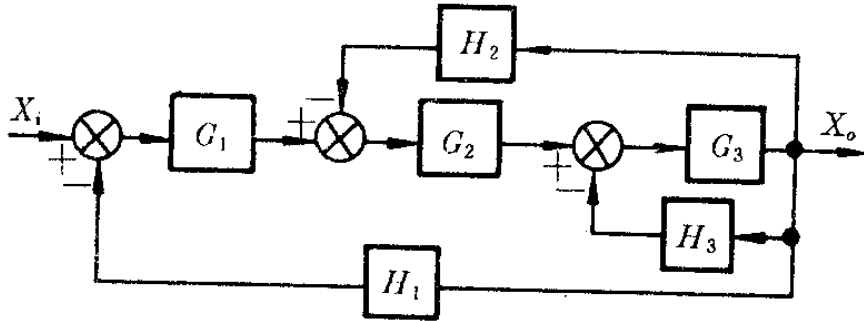 H₂
Xᵢ
G₁
G₂
G₃
Xₒ
H₃
H₁
+
−
+
−
+
−